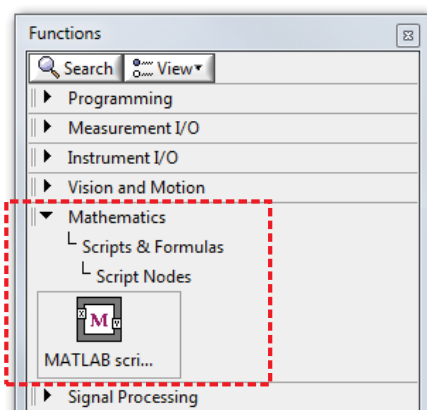 Functions
Search View
Programming
Measurement I/O
Instrument I/O
Vision and Motion
Mathematics
Scripts & Formulas
Script Nodes
x M y
MATLAB scri...
Signal Processing